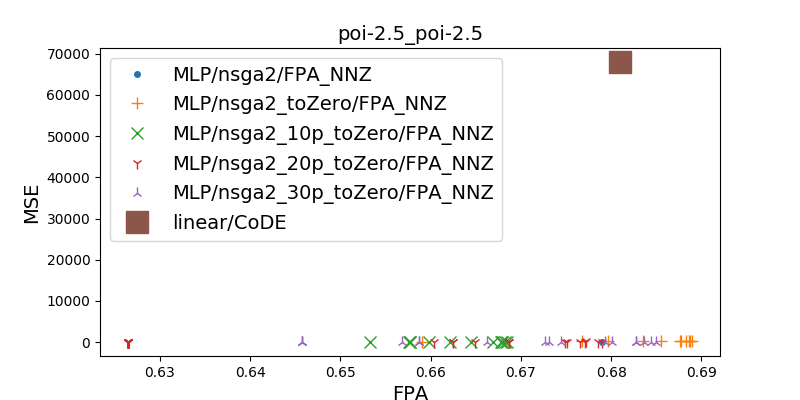 poi-2.5_poi-2.5
70000
60000
50000
40000
30000
20000
10000
0
MSE
MLP/nsga2/FPA_NNZ
MLP/nsga2_toZero/FPA_NNZ
MLP/nsga2_10p_toZero/FPA_NNZ
MLP/nsga2_20p_toZero/FPA_NNZ
MLP/nsga2_30p_toZero/FPA_NNZ
linear/CoDE
0.63 0.64 0.65 0.66 0.67 0.68 0.69
FPA